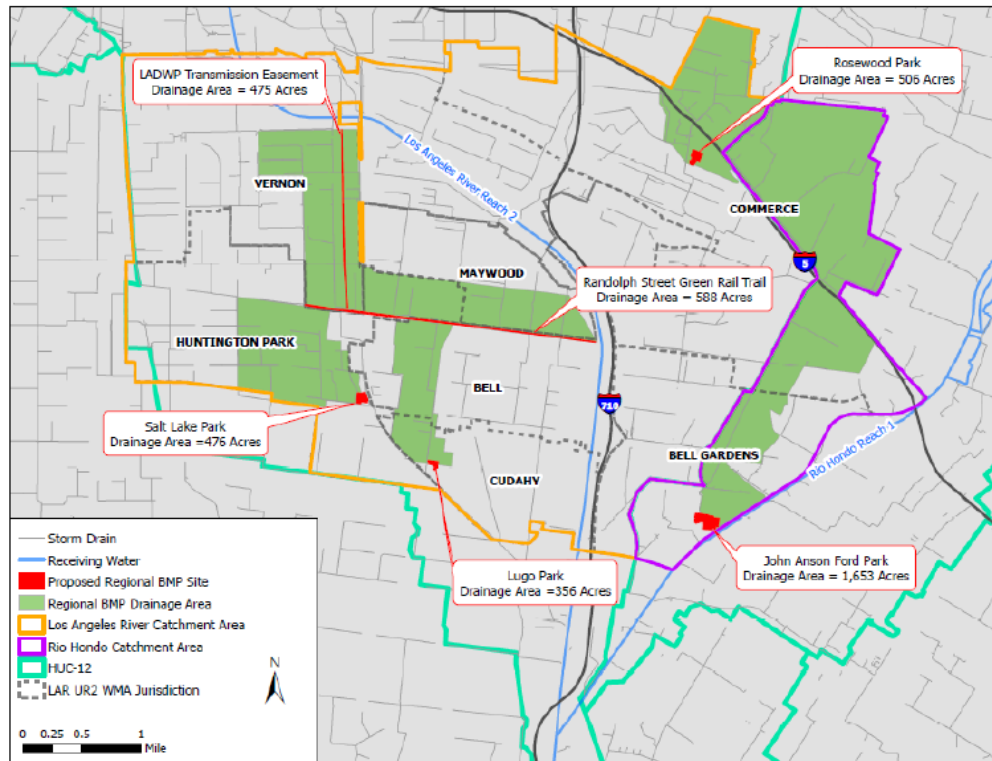 LADWP Transmission Easement
Drainage Area = 475 Acres
Rosewood Park
Drainage Area = 506 Acres
Los Angeles River Reach 2
VERNON
COMMERCE
5
MAYWOOD
Randolph Street Green Rail Trail
Drainage Area = 588 Acres
HUNTINGTON PARK
BELL
710
Salt Lake Park
Drainage Area =476 Acres
BELL GARDENS
Rio Hondo Reach 1
CUDAHY
Lugo Park
Drainage Area =356 Acres
John Anson Ford Park
Drainage Area = 1,653 Acres
Storm Drain
Receiving Water
Proposed Regional BMP Site
Regional BMP Drainage Area
Los Angeles River Catchment Area
Rio Hondo Catchment Area
HUC-12
LAR UR2 WMA Jurisdiction
N
0 0.25 0.5 1
Mile